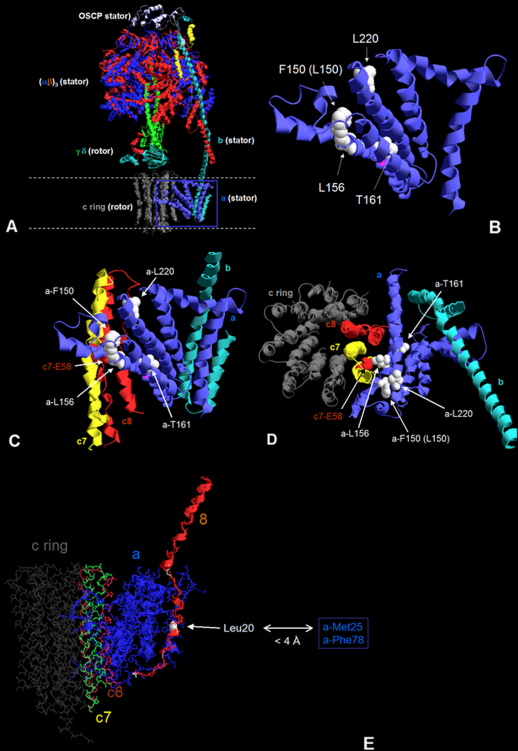 OSCP stator)
(αβ)3 (stator)
b (stator)
γ δ (rotor)
a (stator)
c ring (rotor)
A
L220
F150 (L150)
L156
T161
B
a-L220
b
a-F150
a
c7-E58
a-L156
a-T161
c8
c7
C
a
a-T161
c ring
c8
c7
b
c7-E58
a-L220
a-L156
a-F150 (L150)
D
8
c ring
a
Leu20
< 4 Å
a-Met25
a-Phe78
c8
c7
E